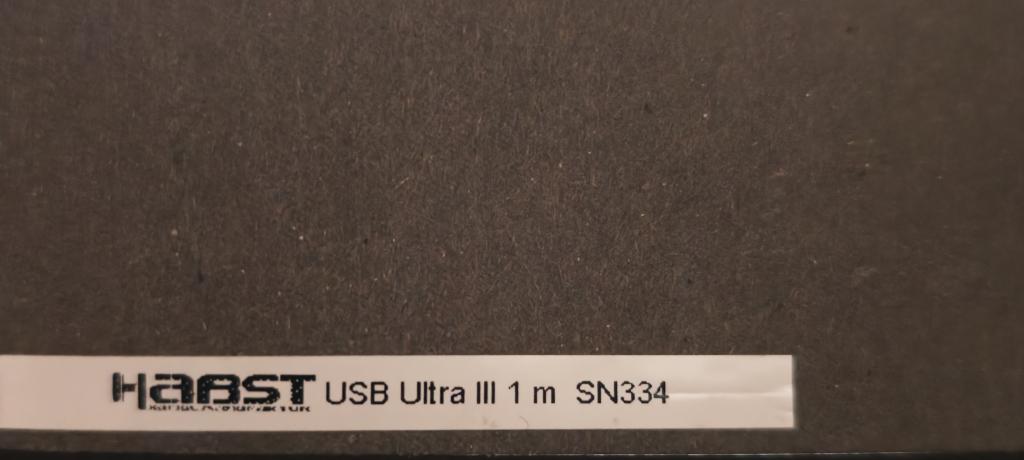 HABST USB Ultra III 1 m SN334